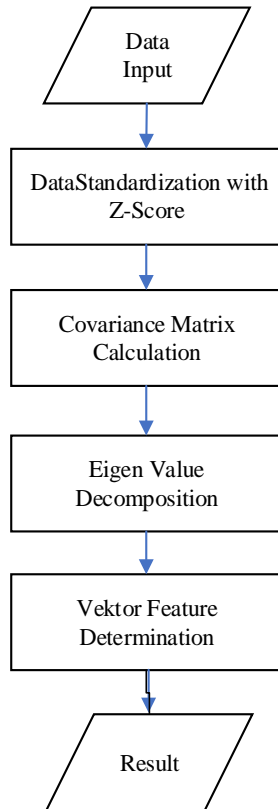 Data
Input
DataStandardization with
Z-Score
Covariance Matrix
Calculation
Eigen Value
Decomposition
Vektor Feature
Determination
Result